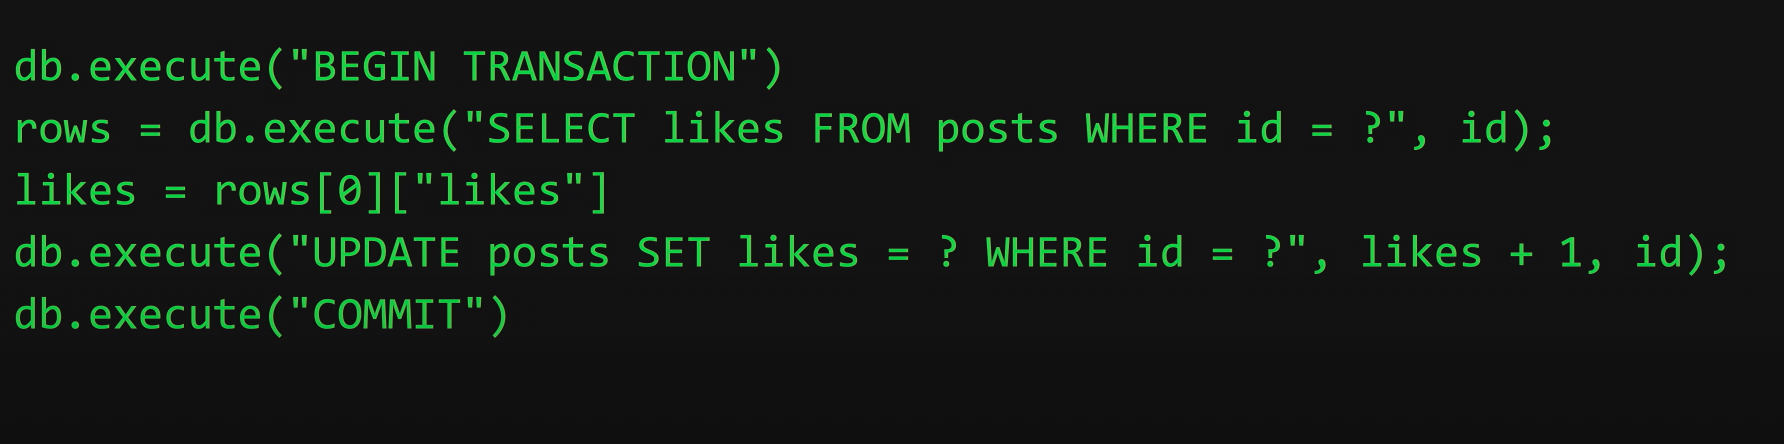 db.execute("BEGIN TRANSACTION")
rows = db.execute("SELECT likes FROM posts WHERE id = ?", id);
likes = rows[0]["likes"]
db.execute("UPDATE posts SET likes = ? WHERE id = ?", likes + 1, id);
db.execute("COMMIT")